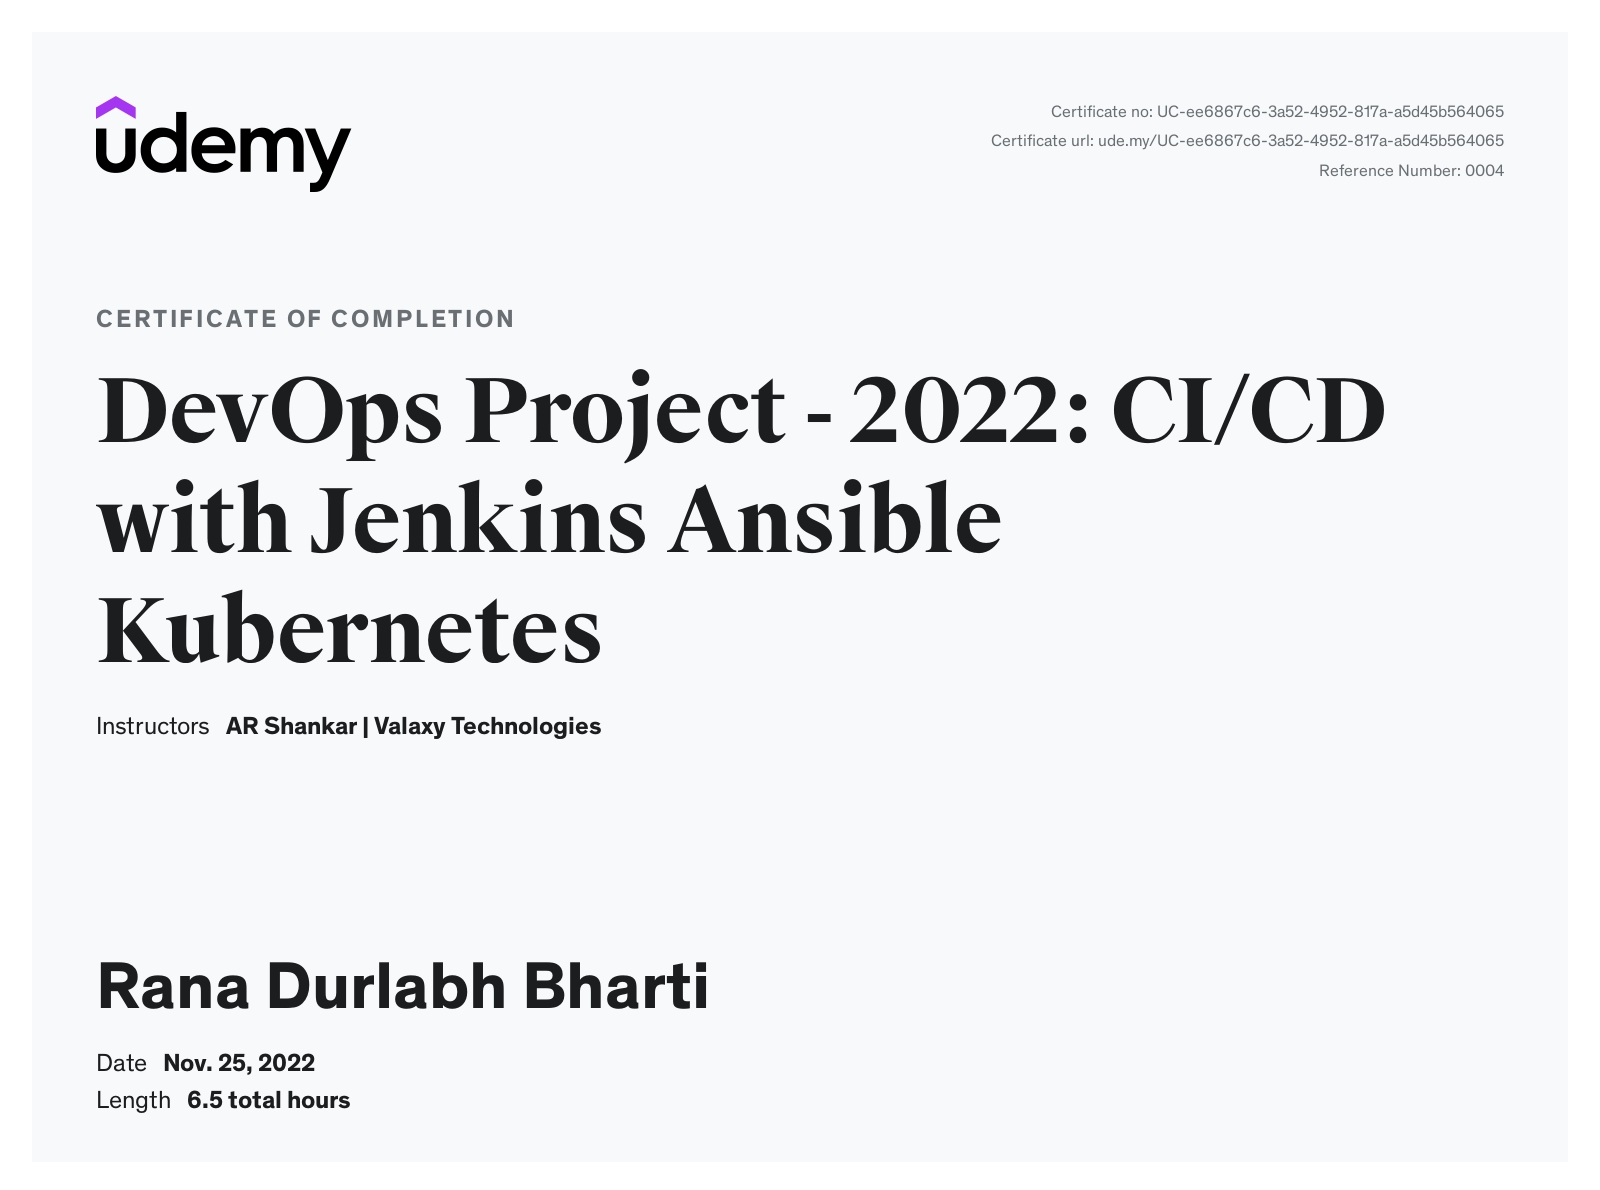 udemy
Certificate no: UC-ee6867c6-3a52-4952-817a-a5d45b564065
Certificate url: ude.my/UC-ee6867c6-3a52-4952-817a-a5d45b564065
Reference Number: 0004
CERTIFICATE OF COMPLETION
DevOps Project - 2022: CI/CD
with Jenkins Ansible
Kubernetes
Instructors AR Shankar | Valaxy Technologies
Rana Durlabh Bharti
Date Nov. 25, 2022
Length 6.5 total hours